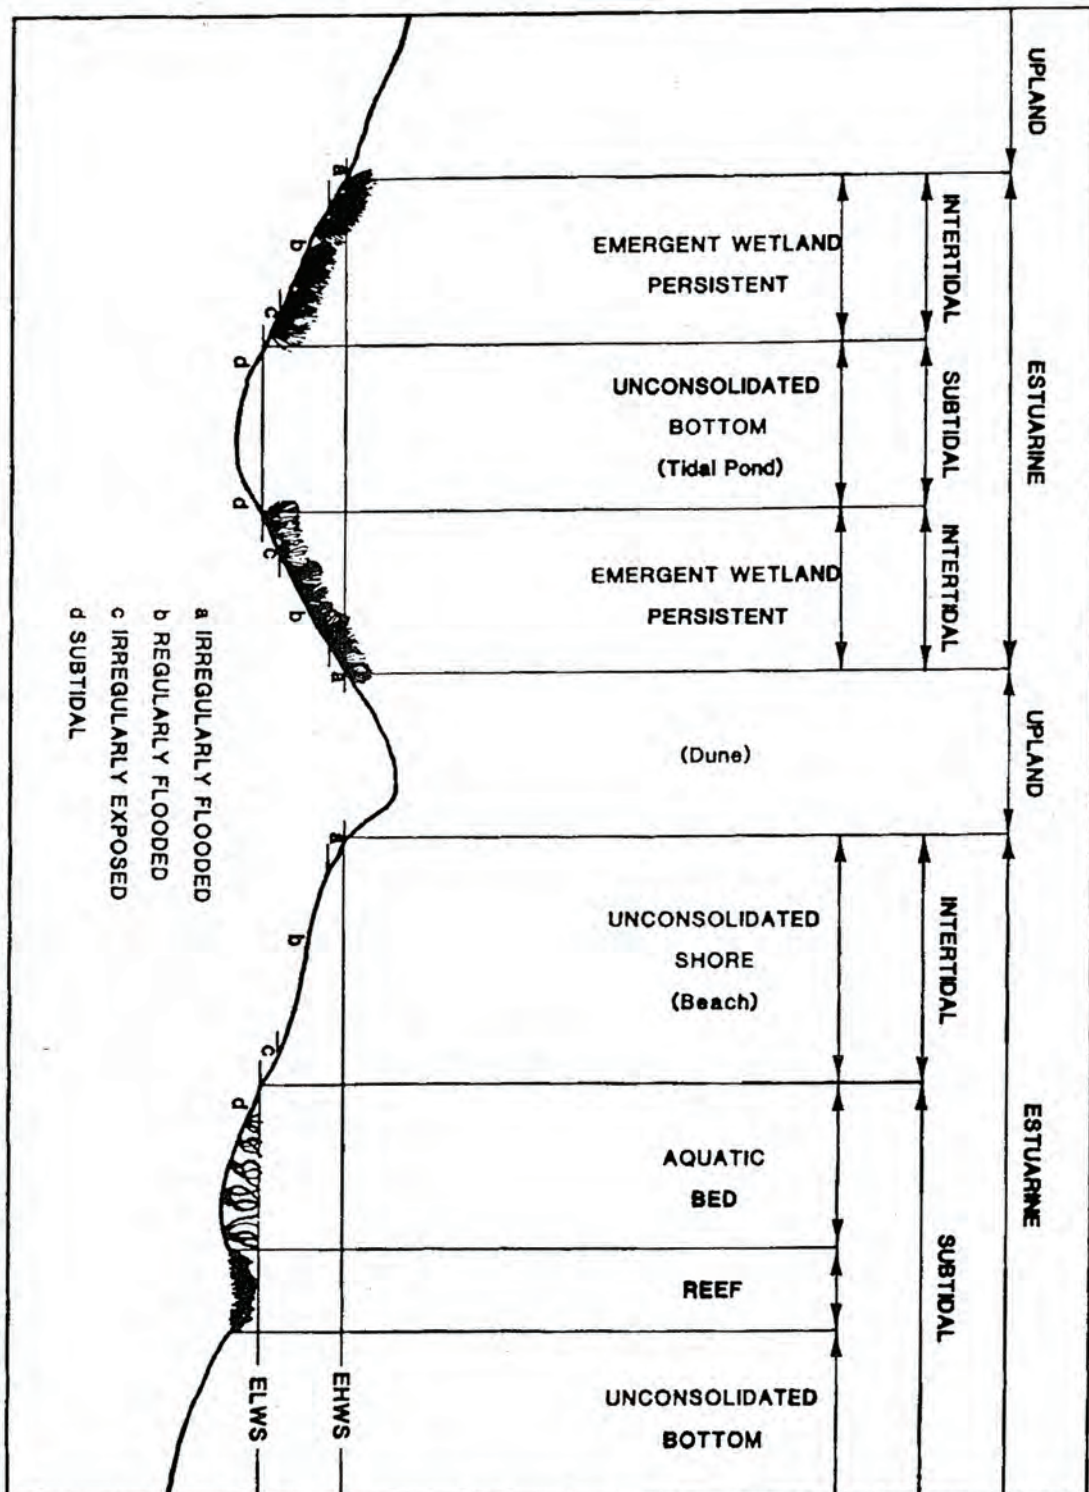 UPLAND
ESTUARINE
UPLAND
ESTUARINE
INTERTIDAL
SUBTIDAL
INTERTIDAL
INTERTIDAL
SUBTIDAL
EMERGENT WETLAND
PERSISTENT
UNCONSOLIDATED
BOTTOM
(Tidal Pond)
EMERGENT WETLAND
PERSISTENT
(Dune)
UNCONSOLIDATED
SHORE
(Beach)
AQUATIC
BED
REEF
UNCONSOLIDATED
BOTTOM
EHWS
ELWS
a
b
c
d
d
c
b
a
a
b
c
d
a IRREGULARLY FLOODED
b REGULARLY FLOODED
c IRREGULARLY EXPOSED
d SUBTIDAL